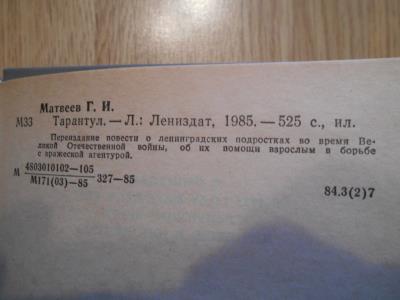 Матвеев Г. И.
М33 Тарантул. — Л.: Лениздат, 1985. — 525 с., ил.
Переиздание повести о ленинградских подростках во время Ве-
ликой Отечественной войны, об их помощи взрослым в борьбе
с вражеской агентурой.
М 4803010102—105
М171(03)—85 327—85
84.3(2)7